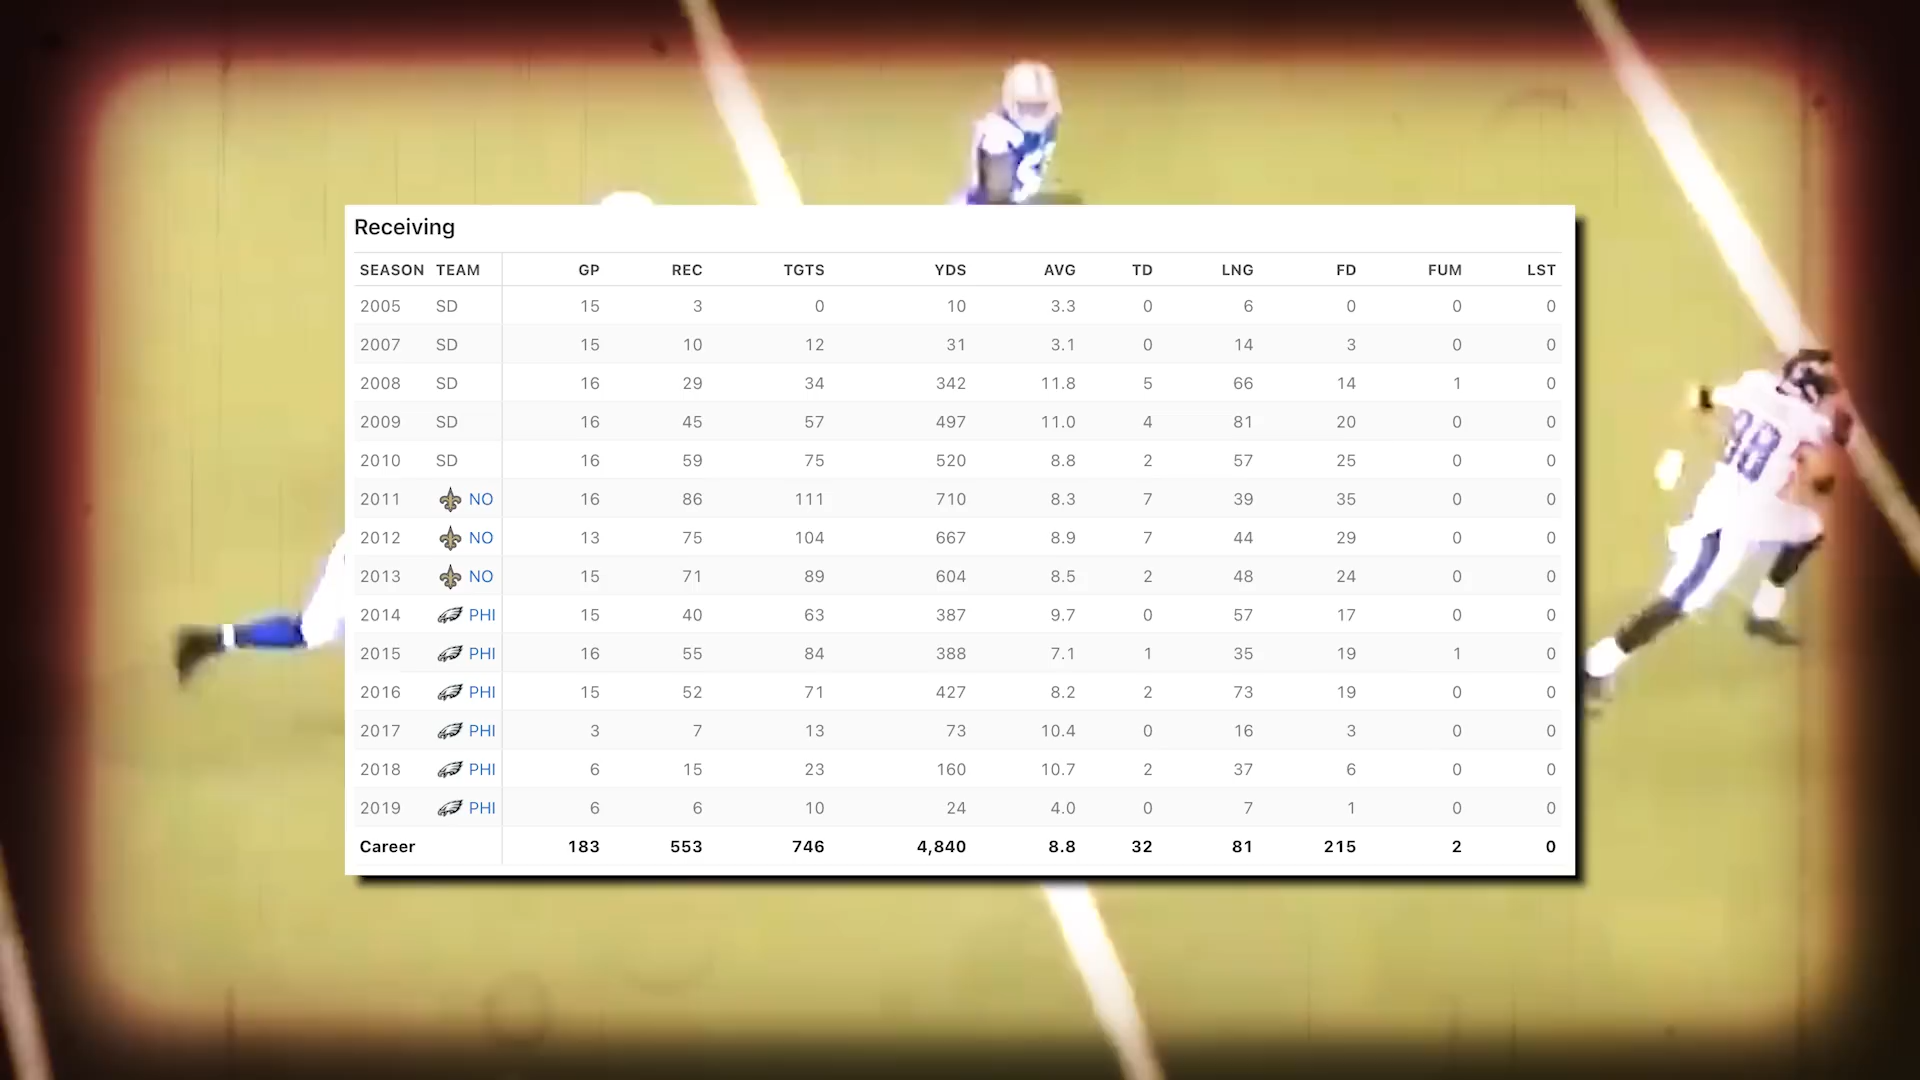 Receiving
SEASON TEAM GP REC TGTS YDS AVG TD LNG FD FUM LST
2005 SD 15 3 0 10 3.3 0 6 0 0 0
2007 SD 15 10 12 31 3.1 0 14 3 0 0
2008 SD 16 29 34 342 11.8 5 66 14 1 0
2009 SD 16 45 57 497 11.0 4 81 20 0 0
2010 SD 16 59 75 520 8.8 2 57 25 0 0
2011 NO 16 86 111 710 8.3 7 39 35 0 0
2012 NO 13 75 104 667 8.9 7 44 29 0 0
2013 NO 15 71 89 604 8.5 2 48 24 0 0
2014 PHI 15 40 63 387 9.7 0 57 17 0 0
2015 PHI 16 55 84 388 7.1 1 35 19 1 0
2016 PHI 15 52 71 427 8.2 2 73 19 0 0
2017 PHI 3 7 13 73 10.4 0 16 3 0 0
2018 PHI 6 15 23 160 10.7 2 37 6 0 0
2019 PHI 6 6 10 24 4.0 0 7 1 0 0
Career 183 553 746 4,840 8.8 32 81 215 2 0